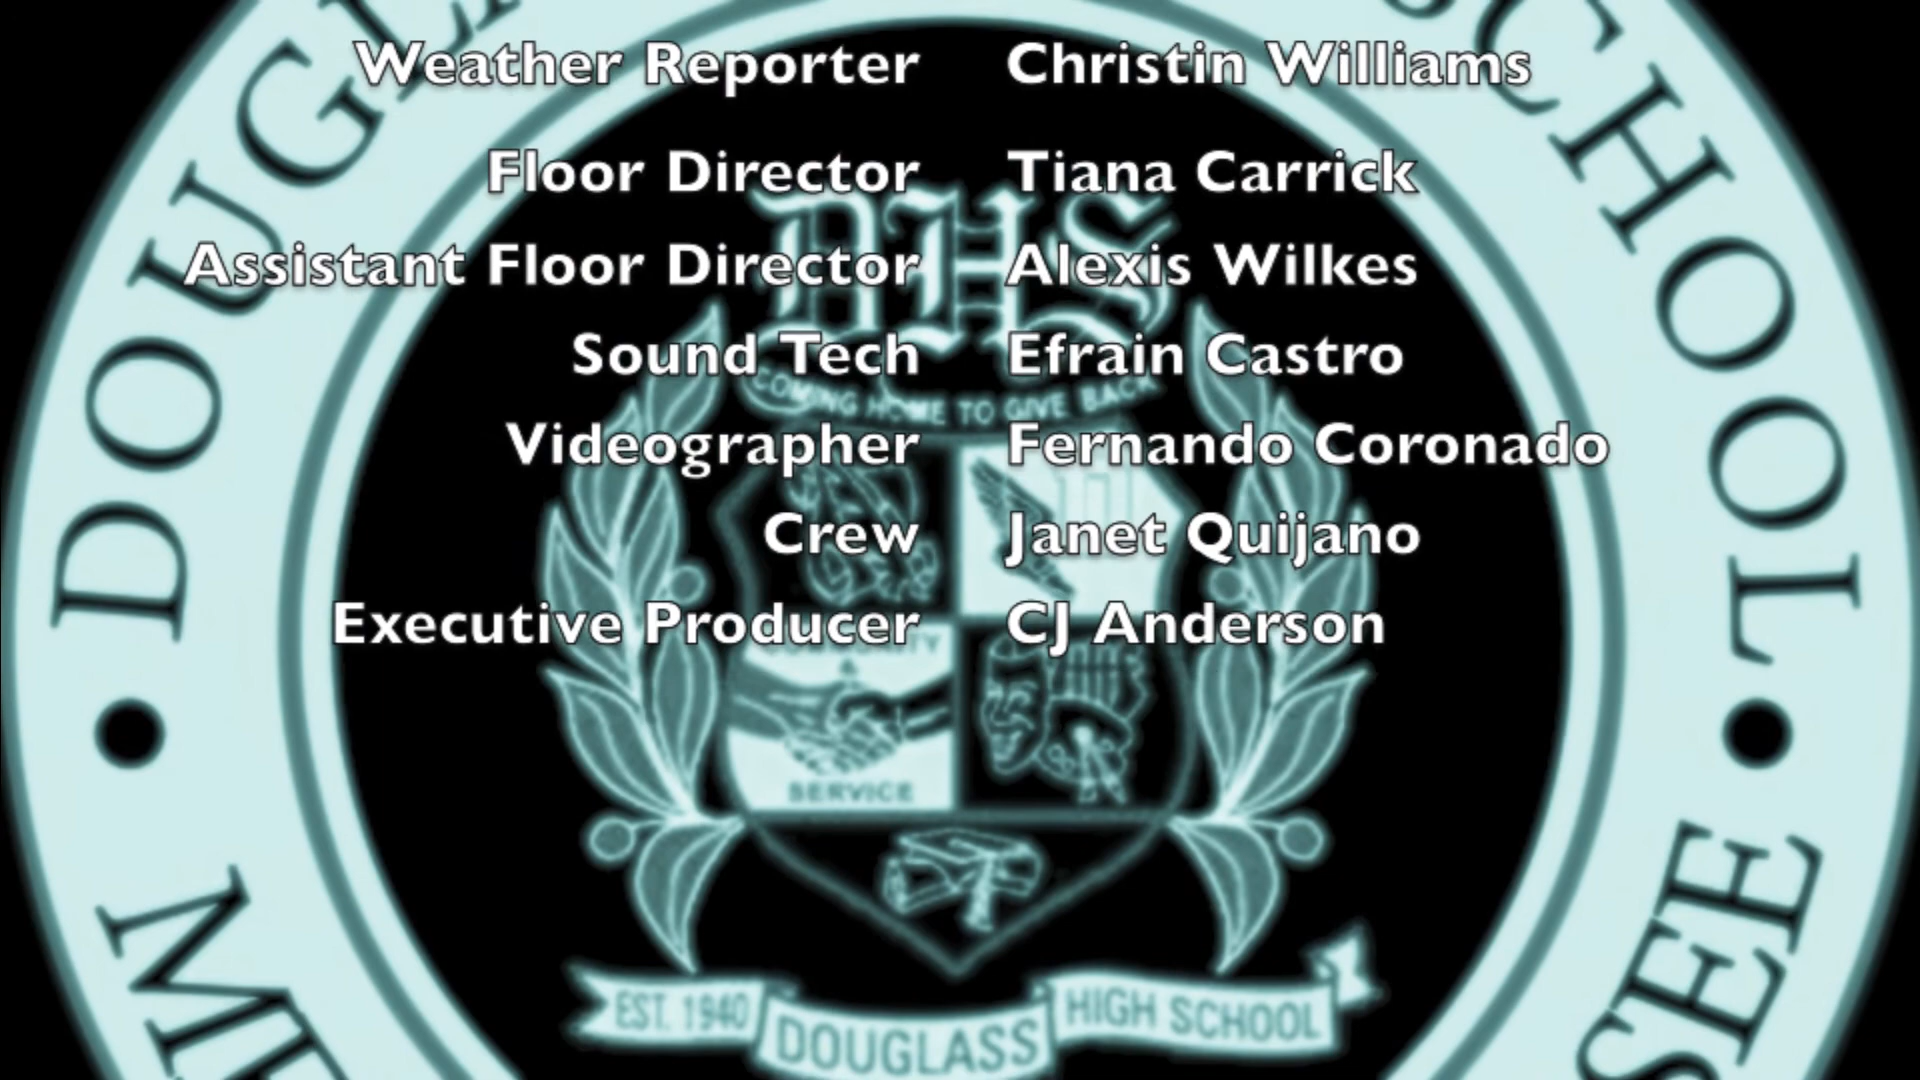 Weather Reporter Christin Williams
Floor Director Tiana Carrick
Assistant Floor Director Alexis Wilkes
Sound Tech Efrain Castro
Videographer Fernando Coronado
Crew Janet Quijano
Executive Producer CJ Anderson
SCHOOL
DHS
COMING HOME TO GIVE BACK
SERVICE
EST. 1940 DOUGLASS HIGH SCHOOL